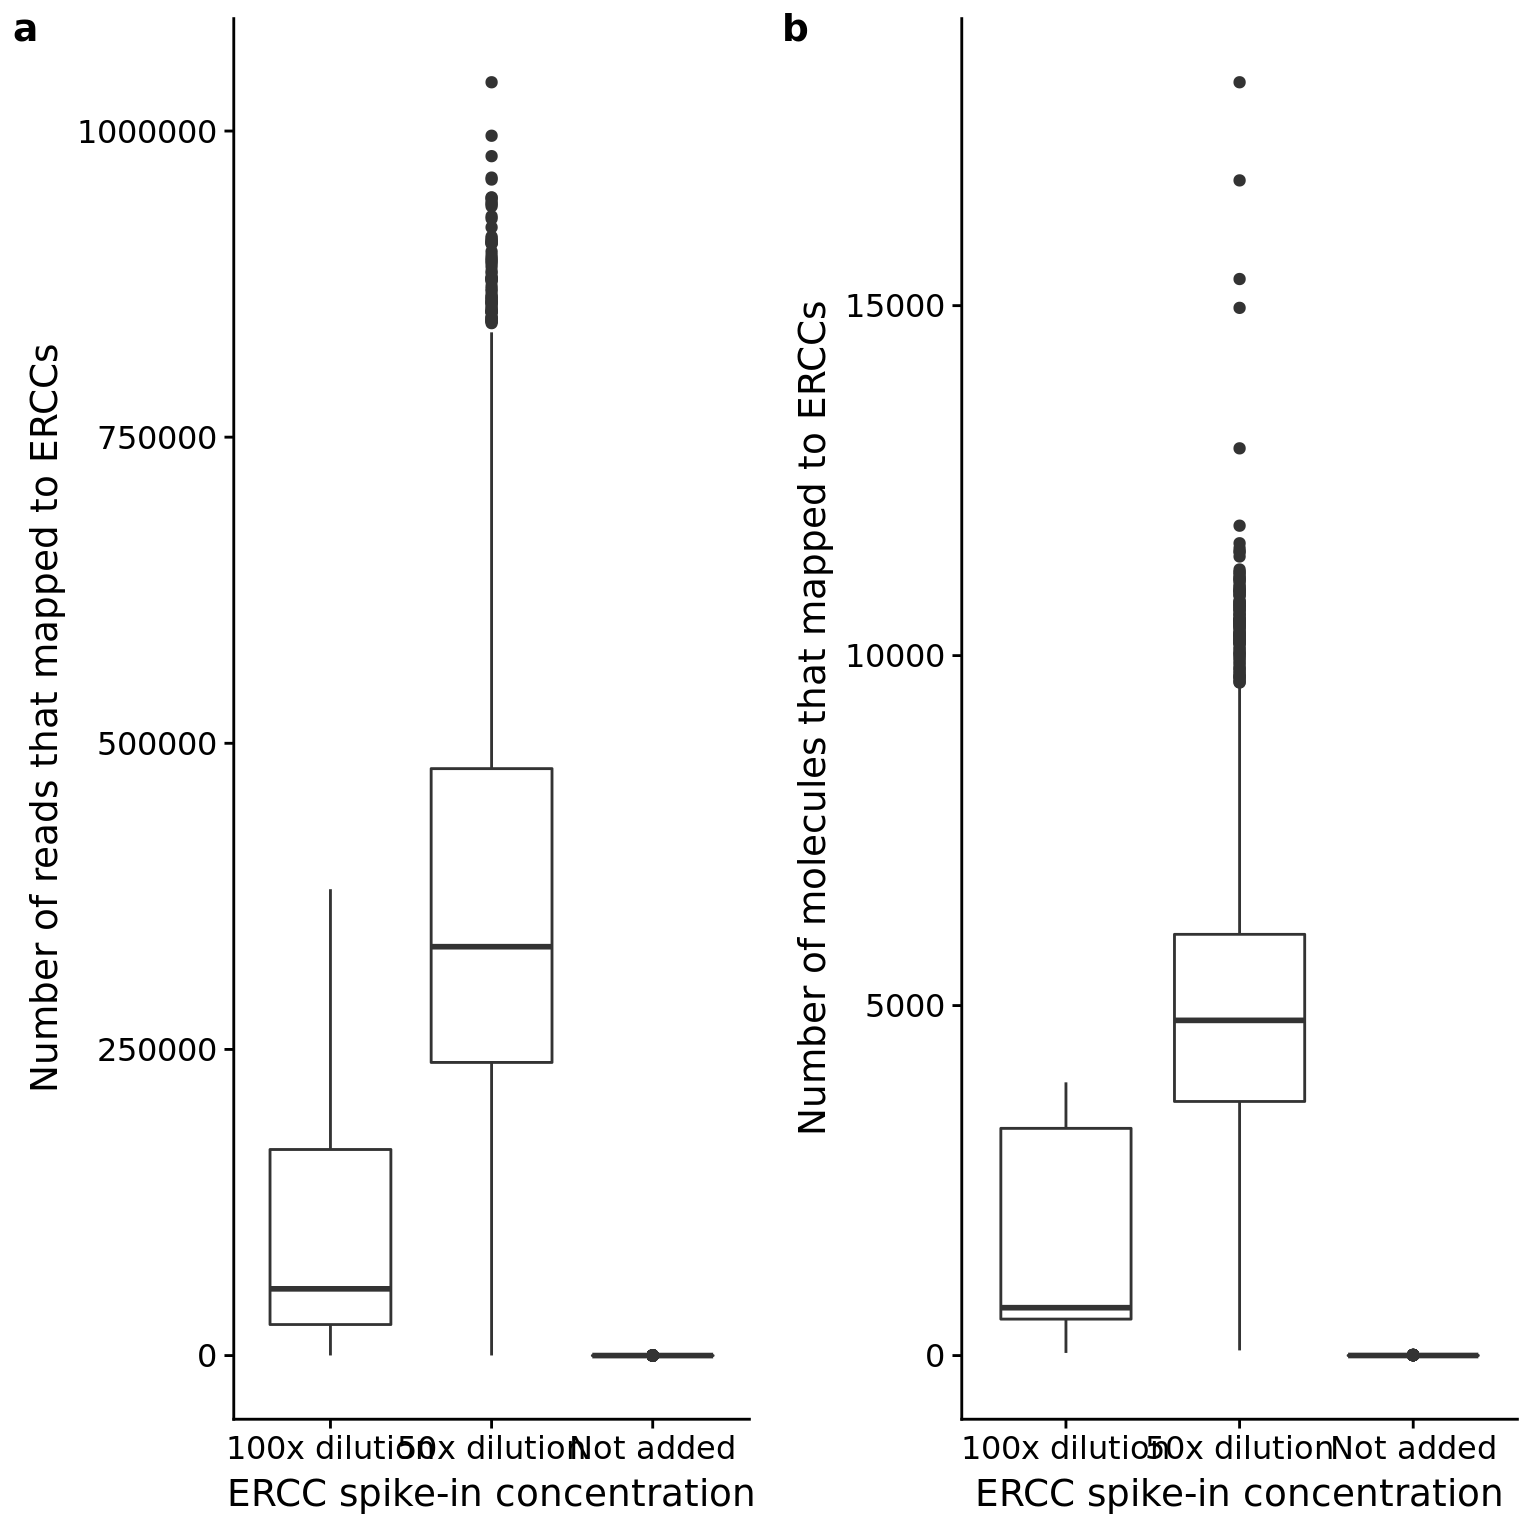 a
Number of reads that mapped to ERCCs
1000000
750000
500000
250000
0
100x dilution
50x dilution
Not added
ERCC spike-in concentration
b
Number of molecules that mapped to ERCCs
15000
10000
5000
0
100x dilution
50x dilution
Not added
ERCC spike-in concentration